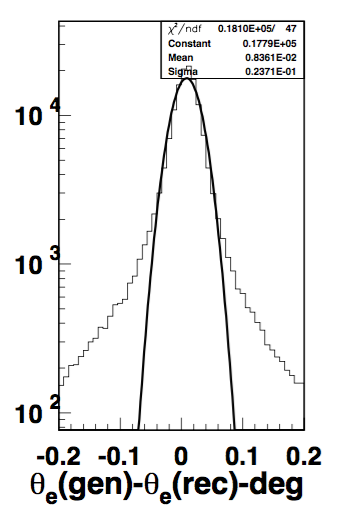 χ²/ndf 0.1810E+05/ 47
Constant 0.1779E+05
Mean 0.8361E-02
Sigma 0.2371E-01
10⁴
10³
10²
-0.2 -0.1 0 0.1 0.2
θₑ(gen)-θₑ(rec)-deg